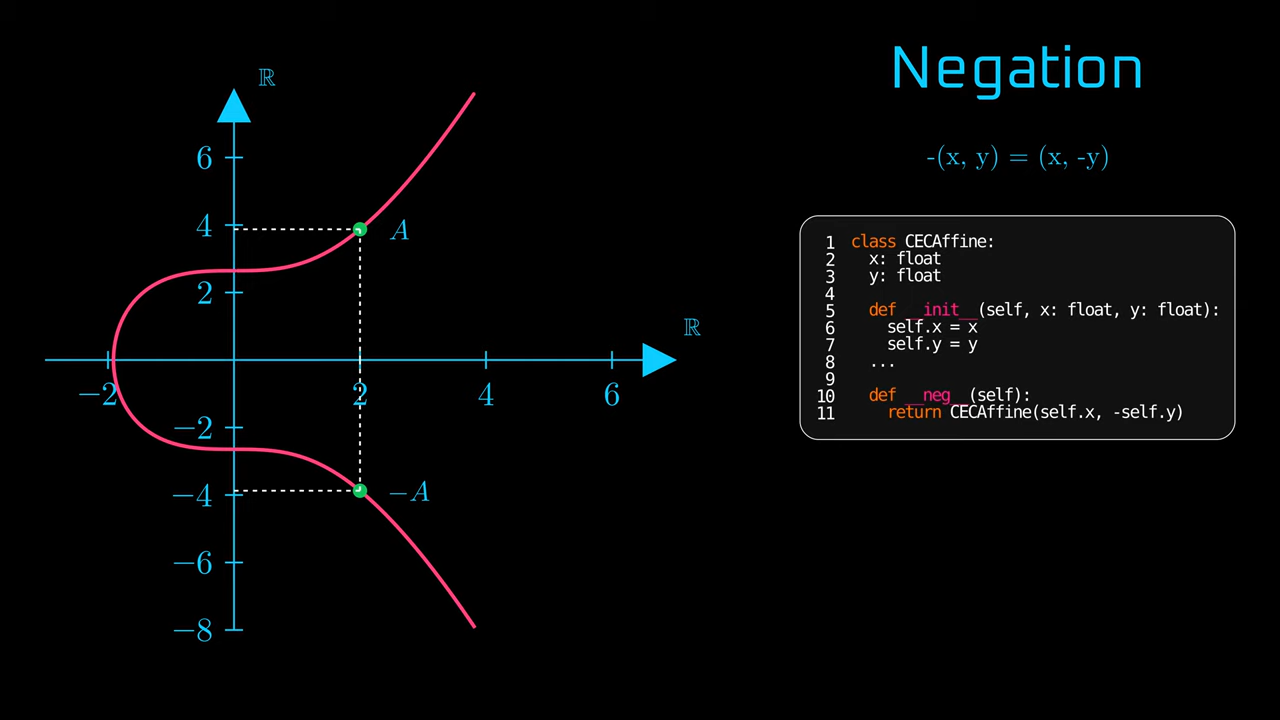 ℝ
6
4
2
−2
−4
−6
−8
−2
2
4
6
ℝ
A
−A
Negation
-(x, y) = (x, -y)
1 class CECAffine:
2   x: float
3   y: float
4
5   def __init__(self, x: float, y: float):
6     self.x = x
7     self.y = y
8   ...
9
10   def __neg__(self):
11     return CECAffine(self.x, -self.y)